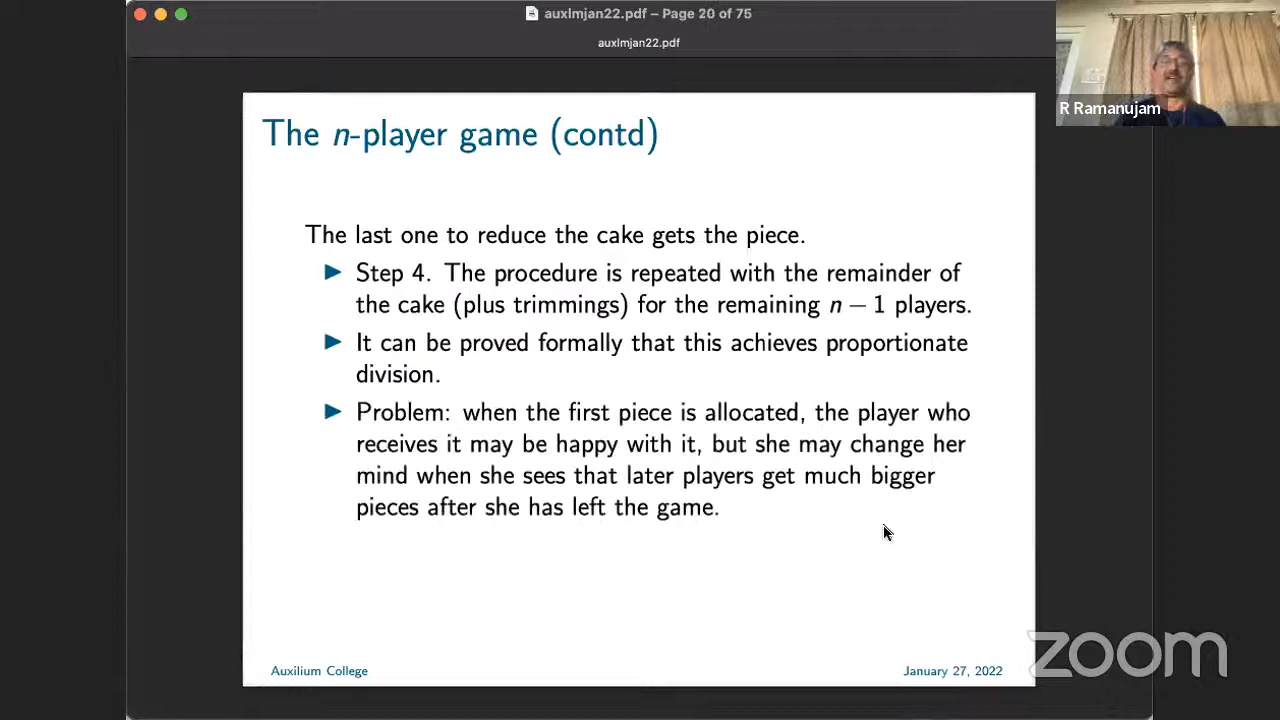 auxlmjan22.pdf – Page 20 of 75
auxlmjan22.pdf
R Ramanujam
The n-player game (contd)
The last one to reduce the cake gets the piece.
Step 4. The procedure is repeated with the remainder of
the cake (plus trimmings) for the remaining n − 1 players.
It can be proved formally that this achieves proportionate
division.
Problem: when the first piece is allocated, the player who
receives it may be happy with it, but she may change her
mind when she sees that later players get much bigger
pieces after she has left the game.
Auxilium College
January 27, 2022
zoom